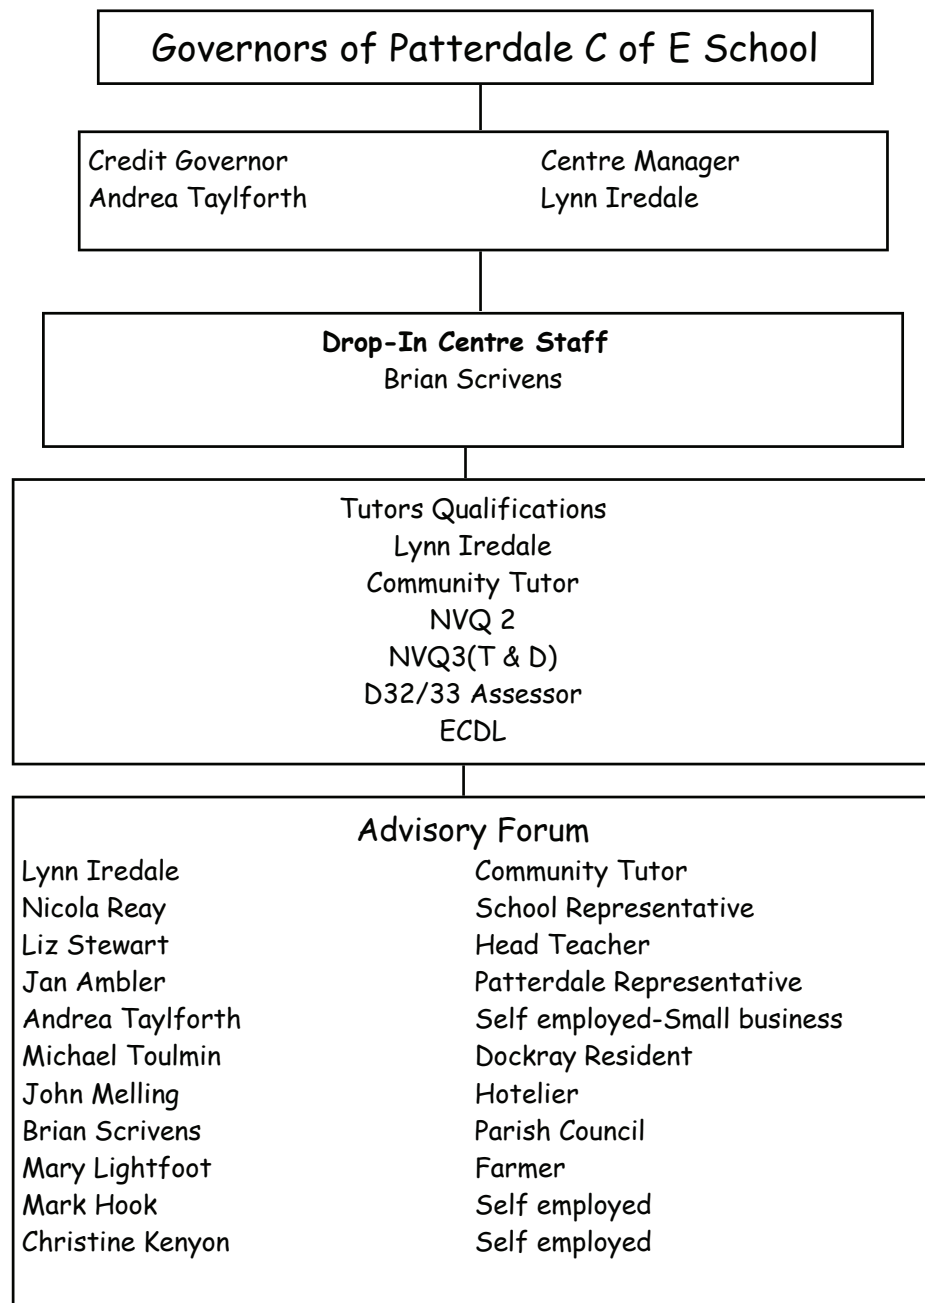 Governors of Patterdale C of E School
Credit Governor Centre Manager
Andrea Taylforth Lynn Iredale
Drop-In Centre Staff
Brian Scrivens
Tutors Qualifications
Lynn Iredale
Community Tutor
NVQ 2
NVQ3(T & D)
D32/33 Assessor
ECDL
Advisory Forum
Lynn Iredale Community Tutor
Nicola Reay School Representative
Liz Stewart Head Teacher
Jan Ambler Patterdale Representative
Andrea Taylforth Self employed-Small business
Michael Toulmin Dockray Resident
John Melling Hotelier
Brian Scrivens Parish Council
Mary Lightfoot Farmer
Mark Hook Self employed
Christine Kenyon Self employed